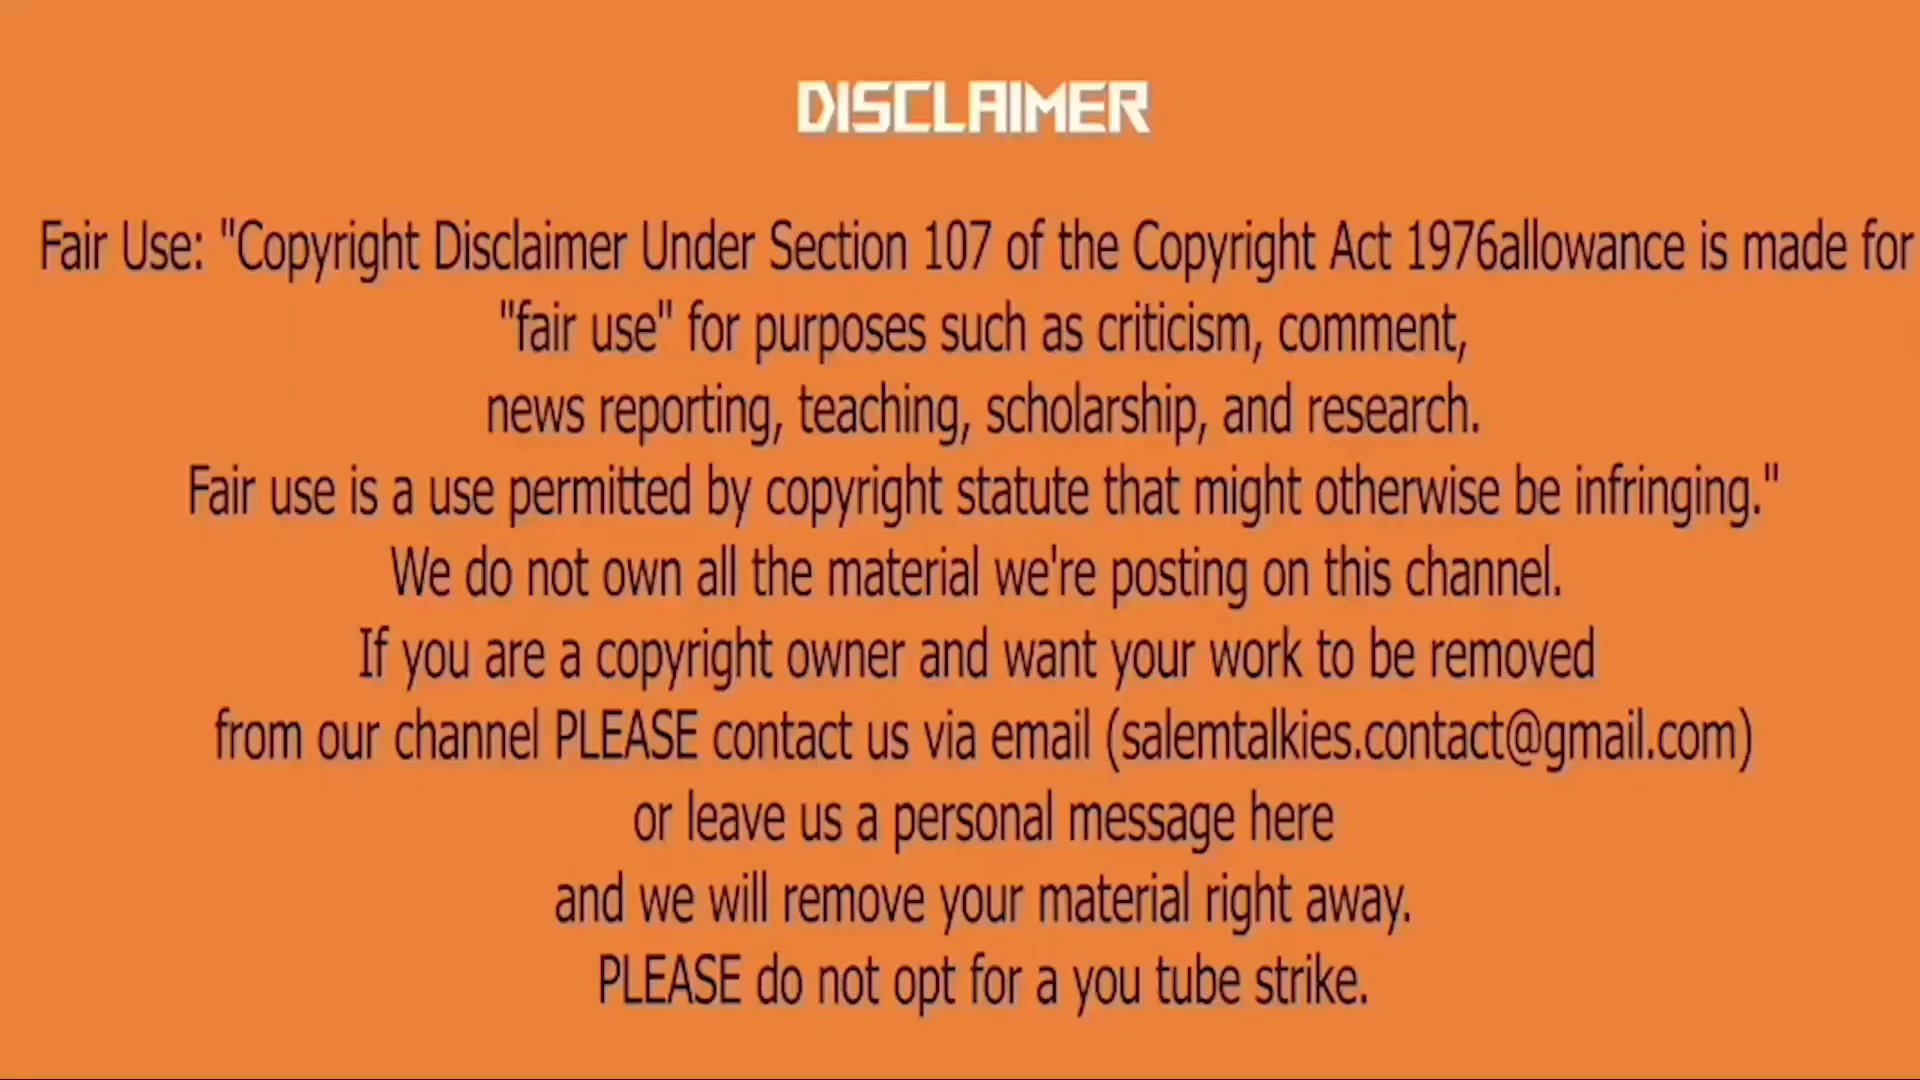 DISCLAIMER
Fair Use: "Copyright Disclaimer Under Section 107 of the Copyright Act 1976allowance is made for
"fair use" for purposes such as criticism, comment,
news reporting, teaching, scholarship, and research.
Fair use is a use permitted by copyright statute that might otherwise be infringing."
We do not own all the material we're posting on this channel.
If you are a copyright owner and want your work to be removed
from our channel PLEASE contact us via email (salemtalkies.contact@gmail.com)
or leave us a personal message here
and we will remove your material right away.
PLEASE do not opt for a you tube strike.